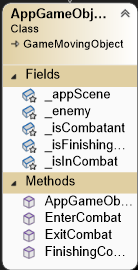 AppGameObj...
Class
GameMovingObject
Fields
_appScene
_enemy
_isCombatant
_isFinishing...
_isInCombat
Methods
AppGameOb...
EnterCombat
ExitCombat
FinishingCo...